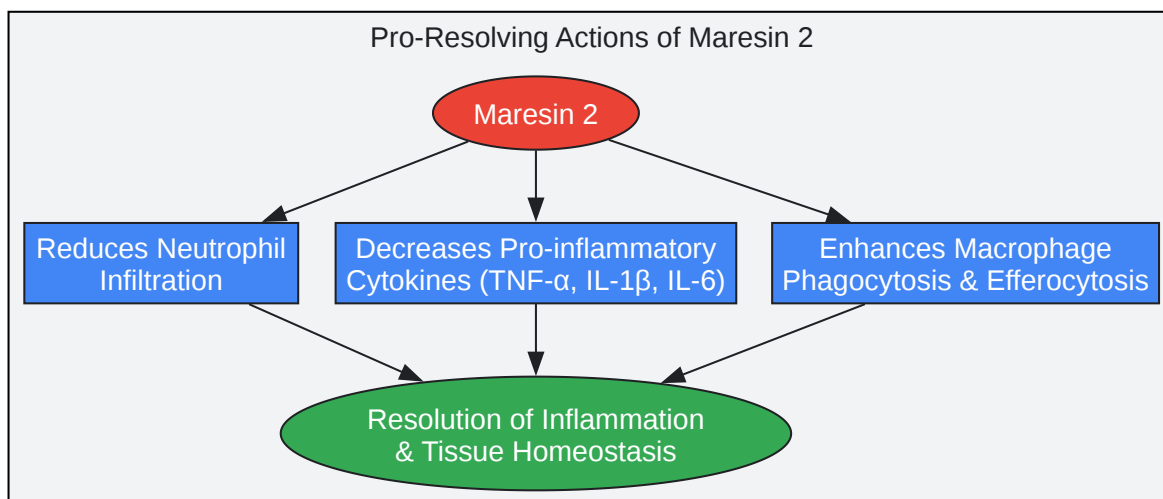 Pro-Resolving Actions of Maresin 2
Maresin 2
Reduces Neutrophil
Infiltration
Decreases Pro-inflammatory
Cytokines (TNF-α, IL-1β, IL-6)
Enhances Macrophage
Phagocytosis & Efferocytosis
Resolution of Inflammation
& Tissue Homeostasis